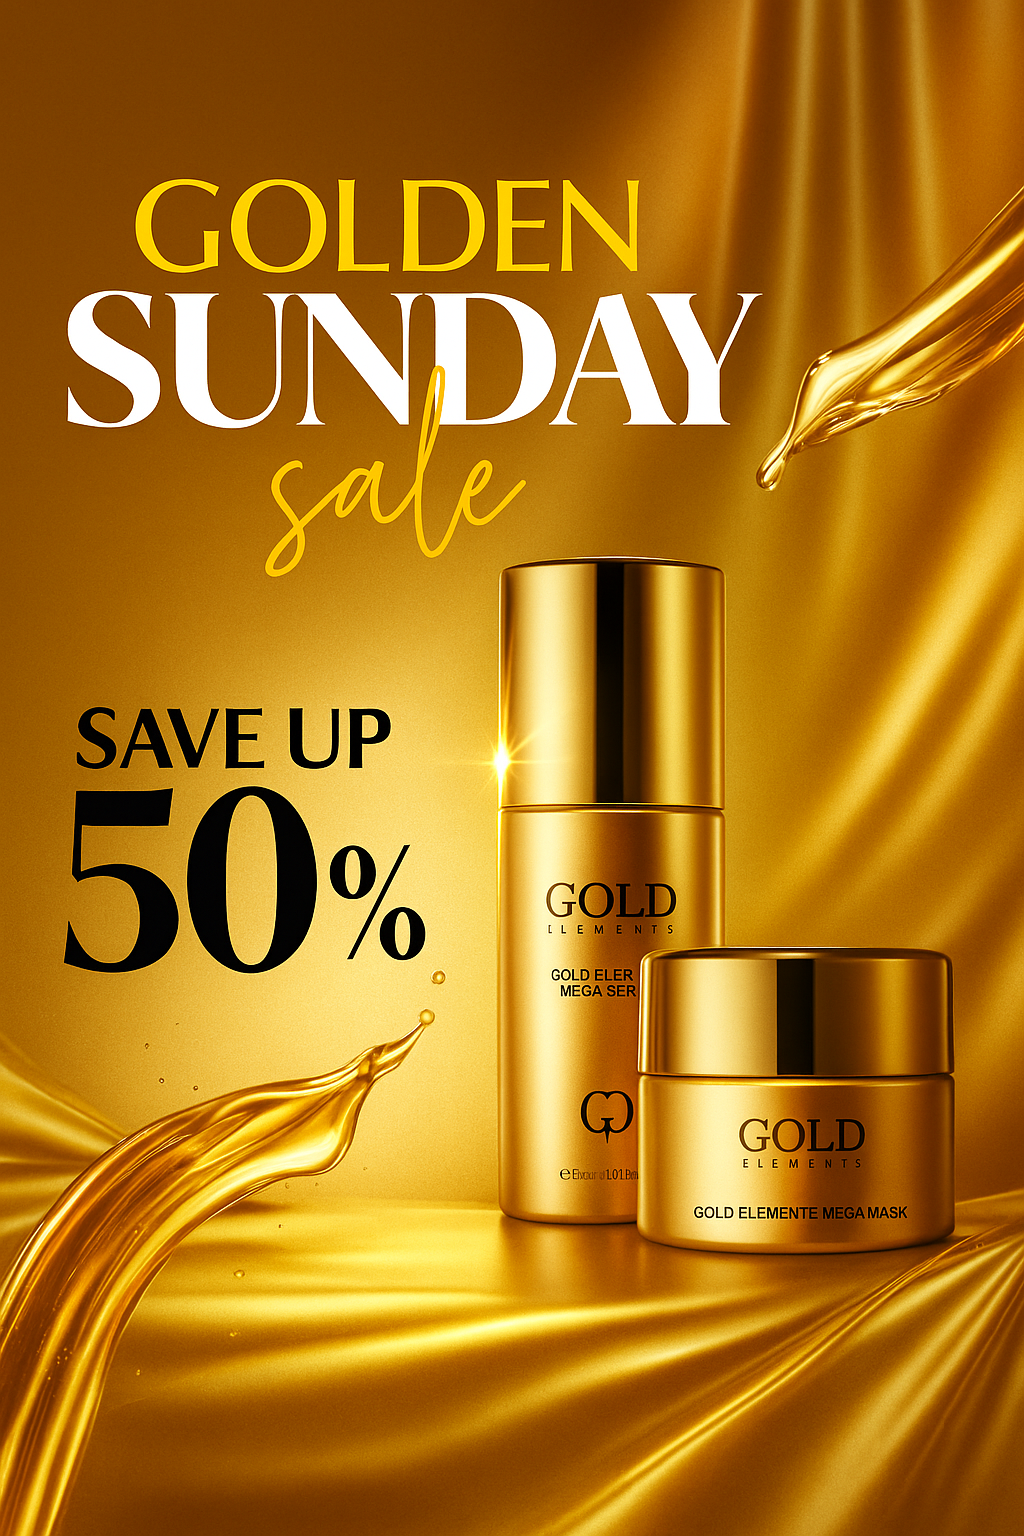 GOLDEN
SUNDAY
sale
SAVE UP
50%
GOLD
ELEMENTS
GOLD ELER
MEGA SER
GOLD
ELEMENTS
GOLD ELEMENTE MEGA MASK